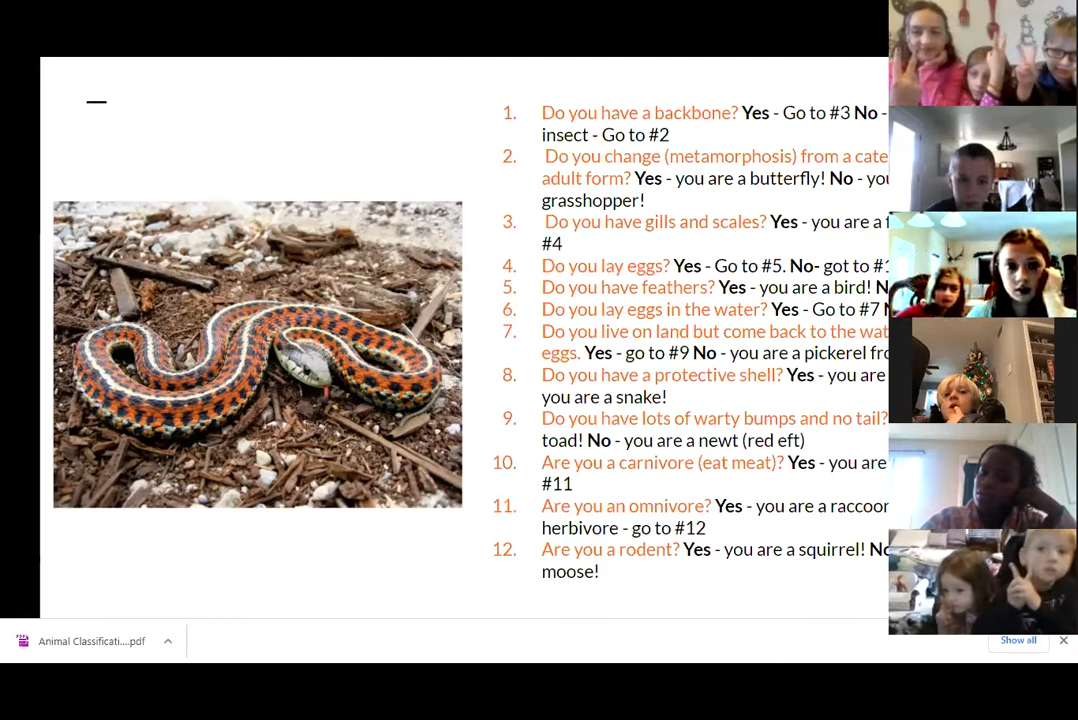 1. Do you have a backbone? Yes - Go to #3 No -
insect - Go to #2
2. Do you change (metamorphosis) from a cate
adult form? Yes - you are a butterfly! No - you
grasshopper!
3. Do you have gills and scales? Yes - you are a
#4
4. Do you lay eggs? Yes - Go to #5. No- got to #1
5. Do you have feathers? Yes - you are a bird! N
6. Do you lay eggs in the water? Yes - Go to #7
7. Do you live on land but come back to the wat
eggs. Yes - go to #9 No - you are a pickerel fro
8. Do you have a protective shell? Yes - you are
you are a snake!
9. Do you have lots of warty bumps and no tail?
toad! No - you are a newt (red eft)
10. Are you a carnivore (eat meat)? Yes - you are
#11
11. Are you an omnivore? Yes - you are a raccoon
herbivore - go to #12
12. Are you a rodent? Yes - you are a squirrel! No
moose!
Animal Classificati....pdf
Show all